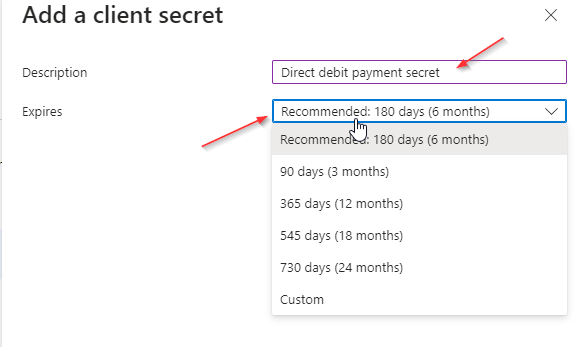 Add a client secret
Description
Direct debit payment secret
Expires
Recommended: 180 days (6 months)
Recommended: 180 days (6 months)
90 days (3 months)
365 days (12 months)
545 days (18 months)
730 days (24 months)
Custom